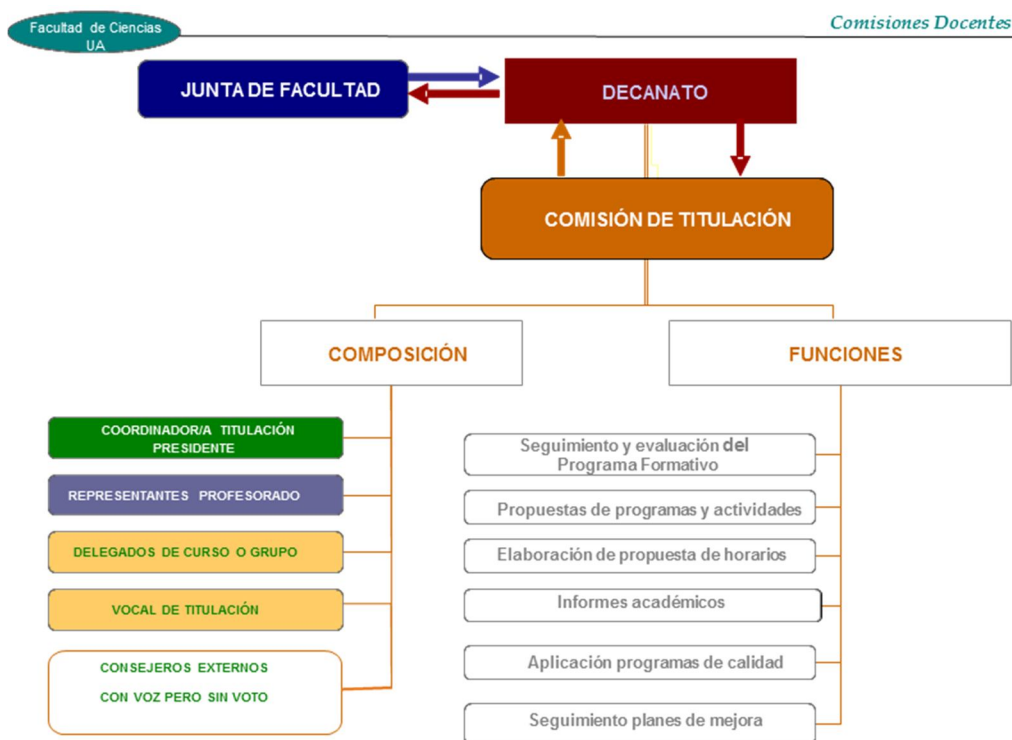 Facultad de Ciencias
UA
Comisiones Docentes
JUNTA DE FACULTAD
DECANATO
COMISIÓN DE TITULACIÓN
COMPOSICIÓN
FUNCIONES
COORDINADOR/A TITULACIÓN
PRESIDENTE
REPRESENTANTES PROFESORADO
DELEGADOS DE CURSO O GRUPO
VOCAL DE TITULACIÓN
CONSEJEROS EXTERNOS
CON VOZ PERO SIN VOTO
Seguimiento y evaluación del
Programa Formativo
Propuestas de programas y actividades
Elaboración de propuesta de horarios
Informes académicos
Aplicación programas de calidad
Seguimiento planes de mejora